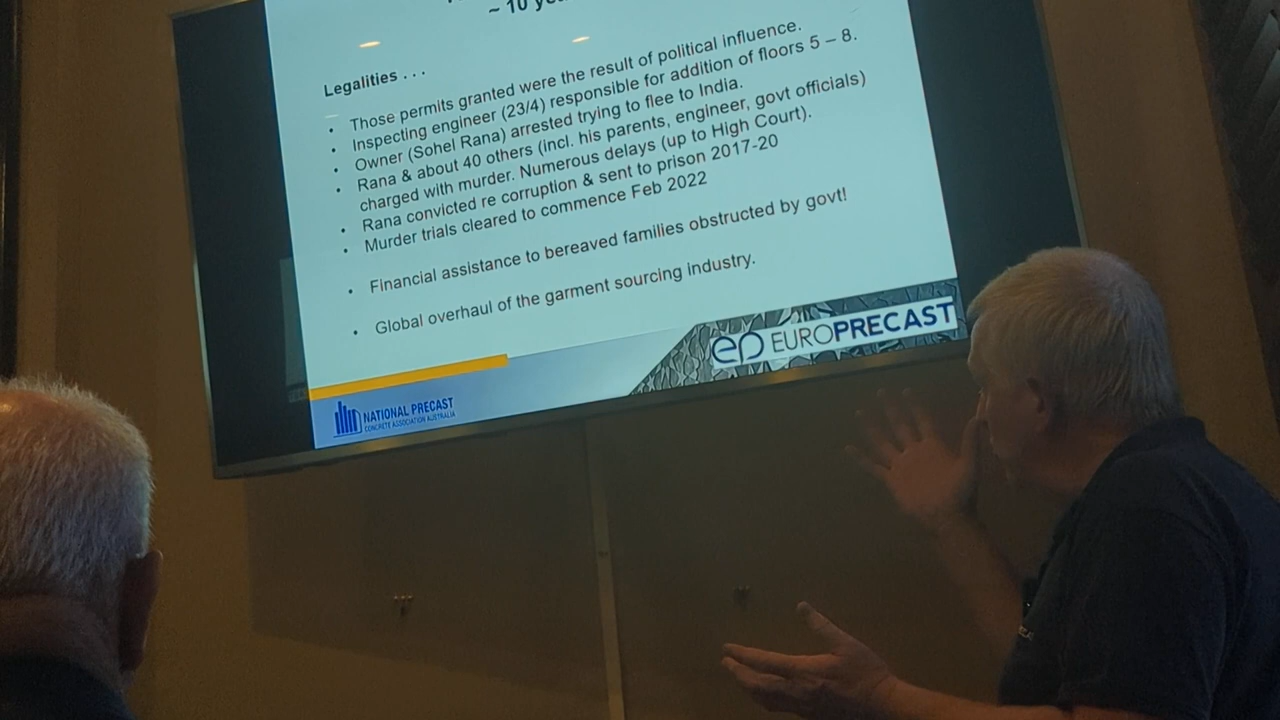 ~ 10
Legalities . . .
• Those permits granted were the result of political influence.
• Inspecting engineer (23/4) responsible for addition of floors 5 – 8.
• Owner (Sohel Rana) arrested trying to flee to India.
• Rana & about 40 others (incl. his parents, engineer, govt officials)
charged with murder. Numerous delays (up to High Court).
• Rana convicted re corruption & sent to prison 2017-20
• Murder trials cleared to commence Feb 2022
• Financial assistance to bereaved families obstructed by govt!
• Global overhaul of the garment sourcing industry.
ep EUROPRECAST
NATIONAL PRECAST
CONCRETE ASSOCIATION AUSTRALIA